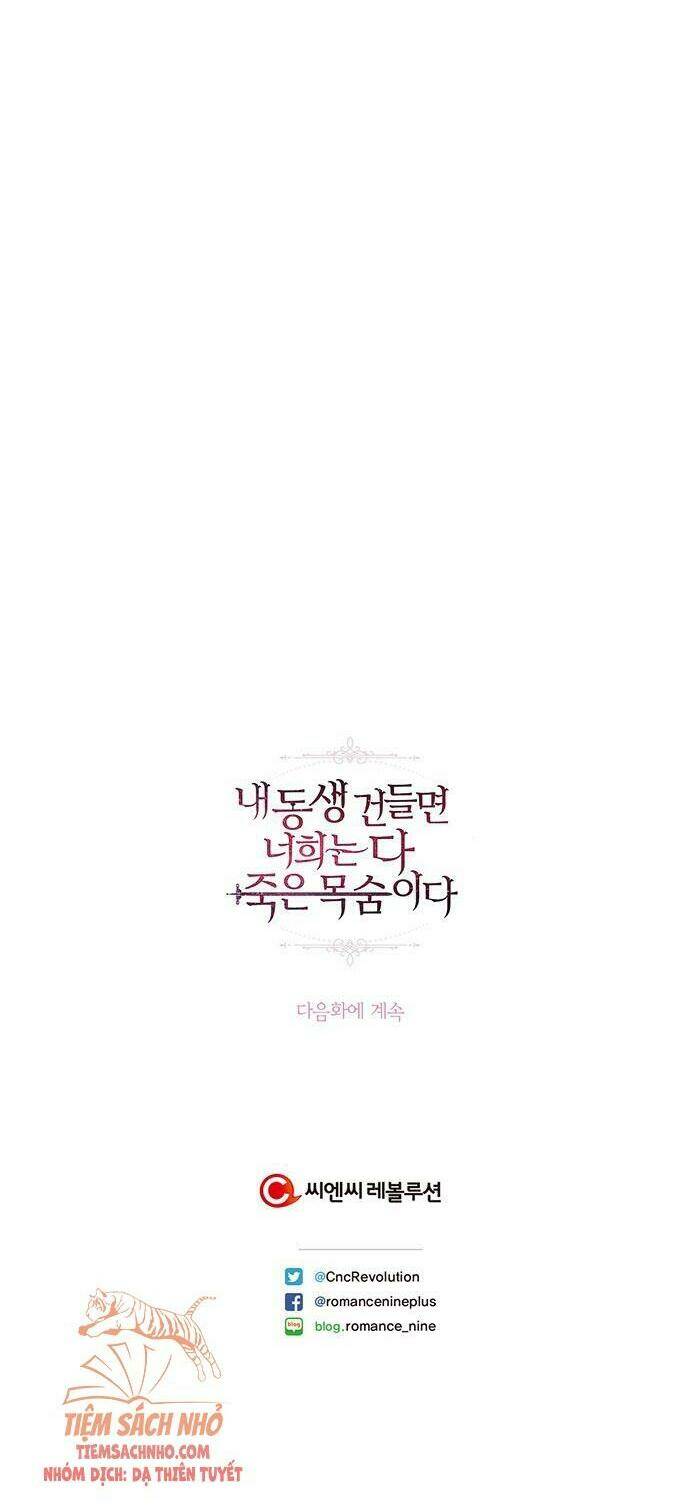 내 동생 건들면
너희는 다
죽은 목숨이다
다음화에 계속
씨엔씨 레볼루션
@CncRevolution
@romancenineplus
blog
blog.romance_nine
TIỆM SÁCH NHỎ
TIEMSACHNHO.COM
NHÓM DỊCH: DẠ THIÊN TUYẾT